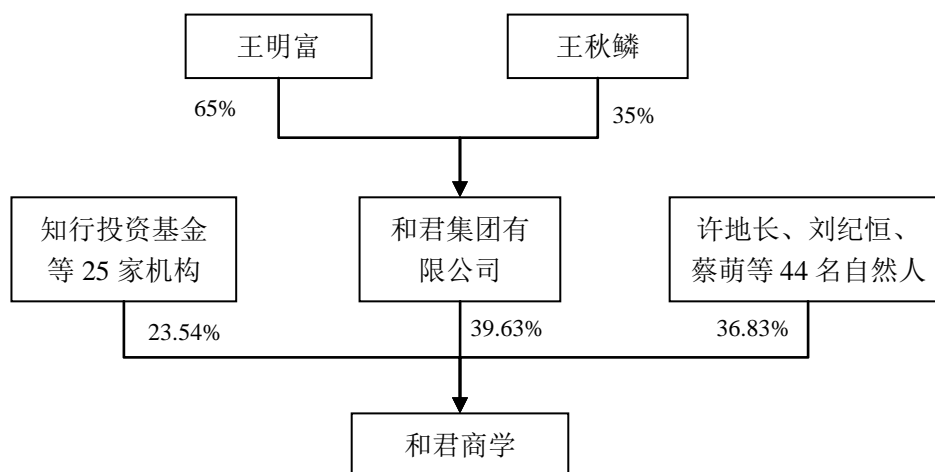 王明富
王秋鳞
65%
35%
知行投资基金
等 25 家机构
和君集团有
限公司
许地长、刘纪恒、
蔡萌等 44 名自然人
23.54%
39.63%
36.83%
和君商学